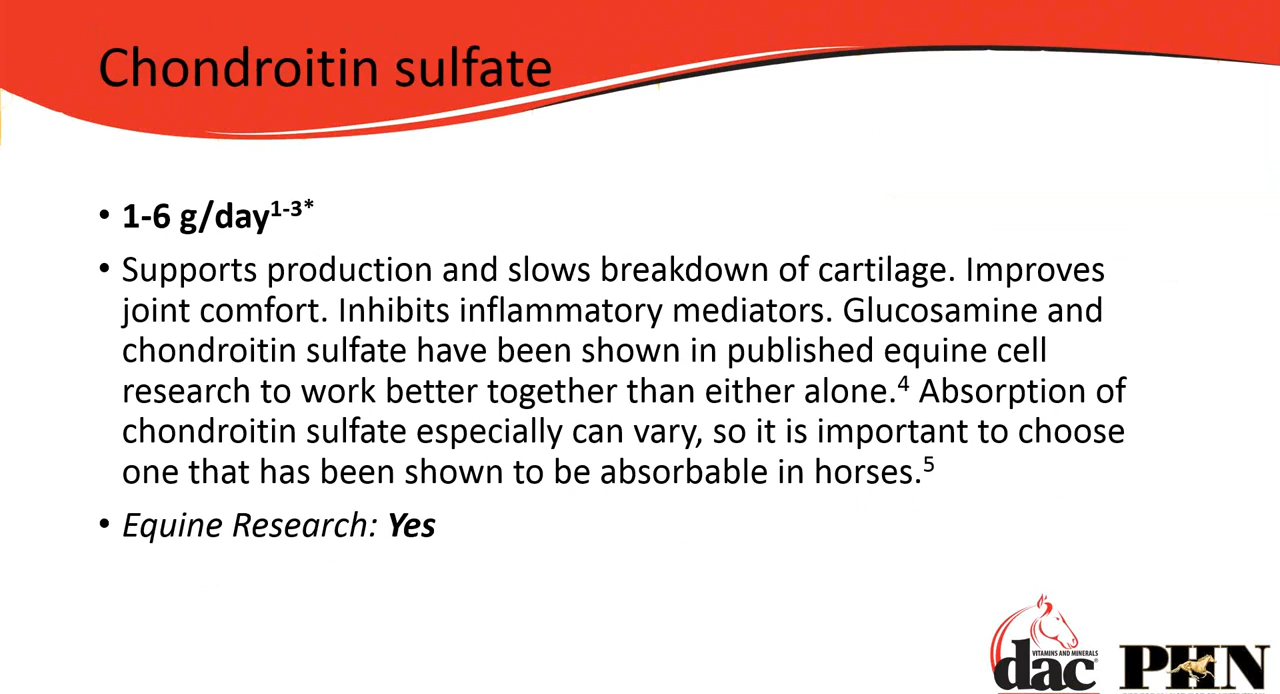 Chondroitin sulfate
• 1-6 g/day1-3*
• Supports production and slows breakdown of cartilage. Improves
joint comfort. Inhibits inflammatory mediators. Glucosamine and
chondroitin sulfate have been shown in published equine cell
research to work better together than either alone.4 Absorption of
chondroitin sulfate especially can vary, so it is important to choose
one that has been shown to be absorbable in horses.5
• Equine Research: Yes
VITAMINS AND MINERALS
dac®
PHN